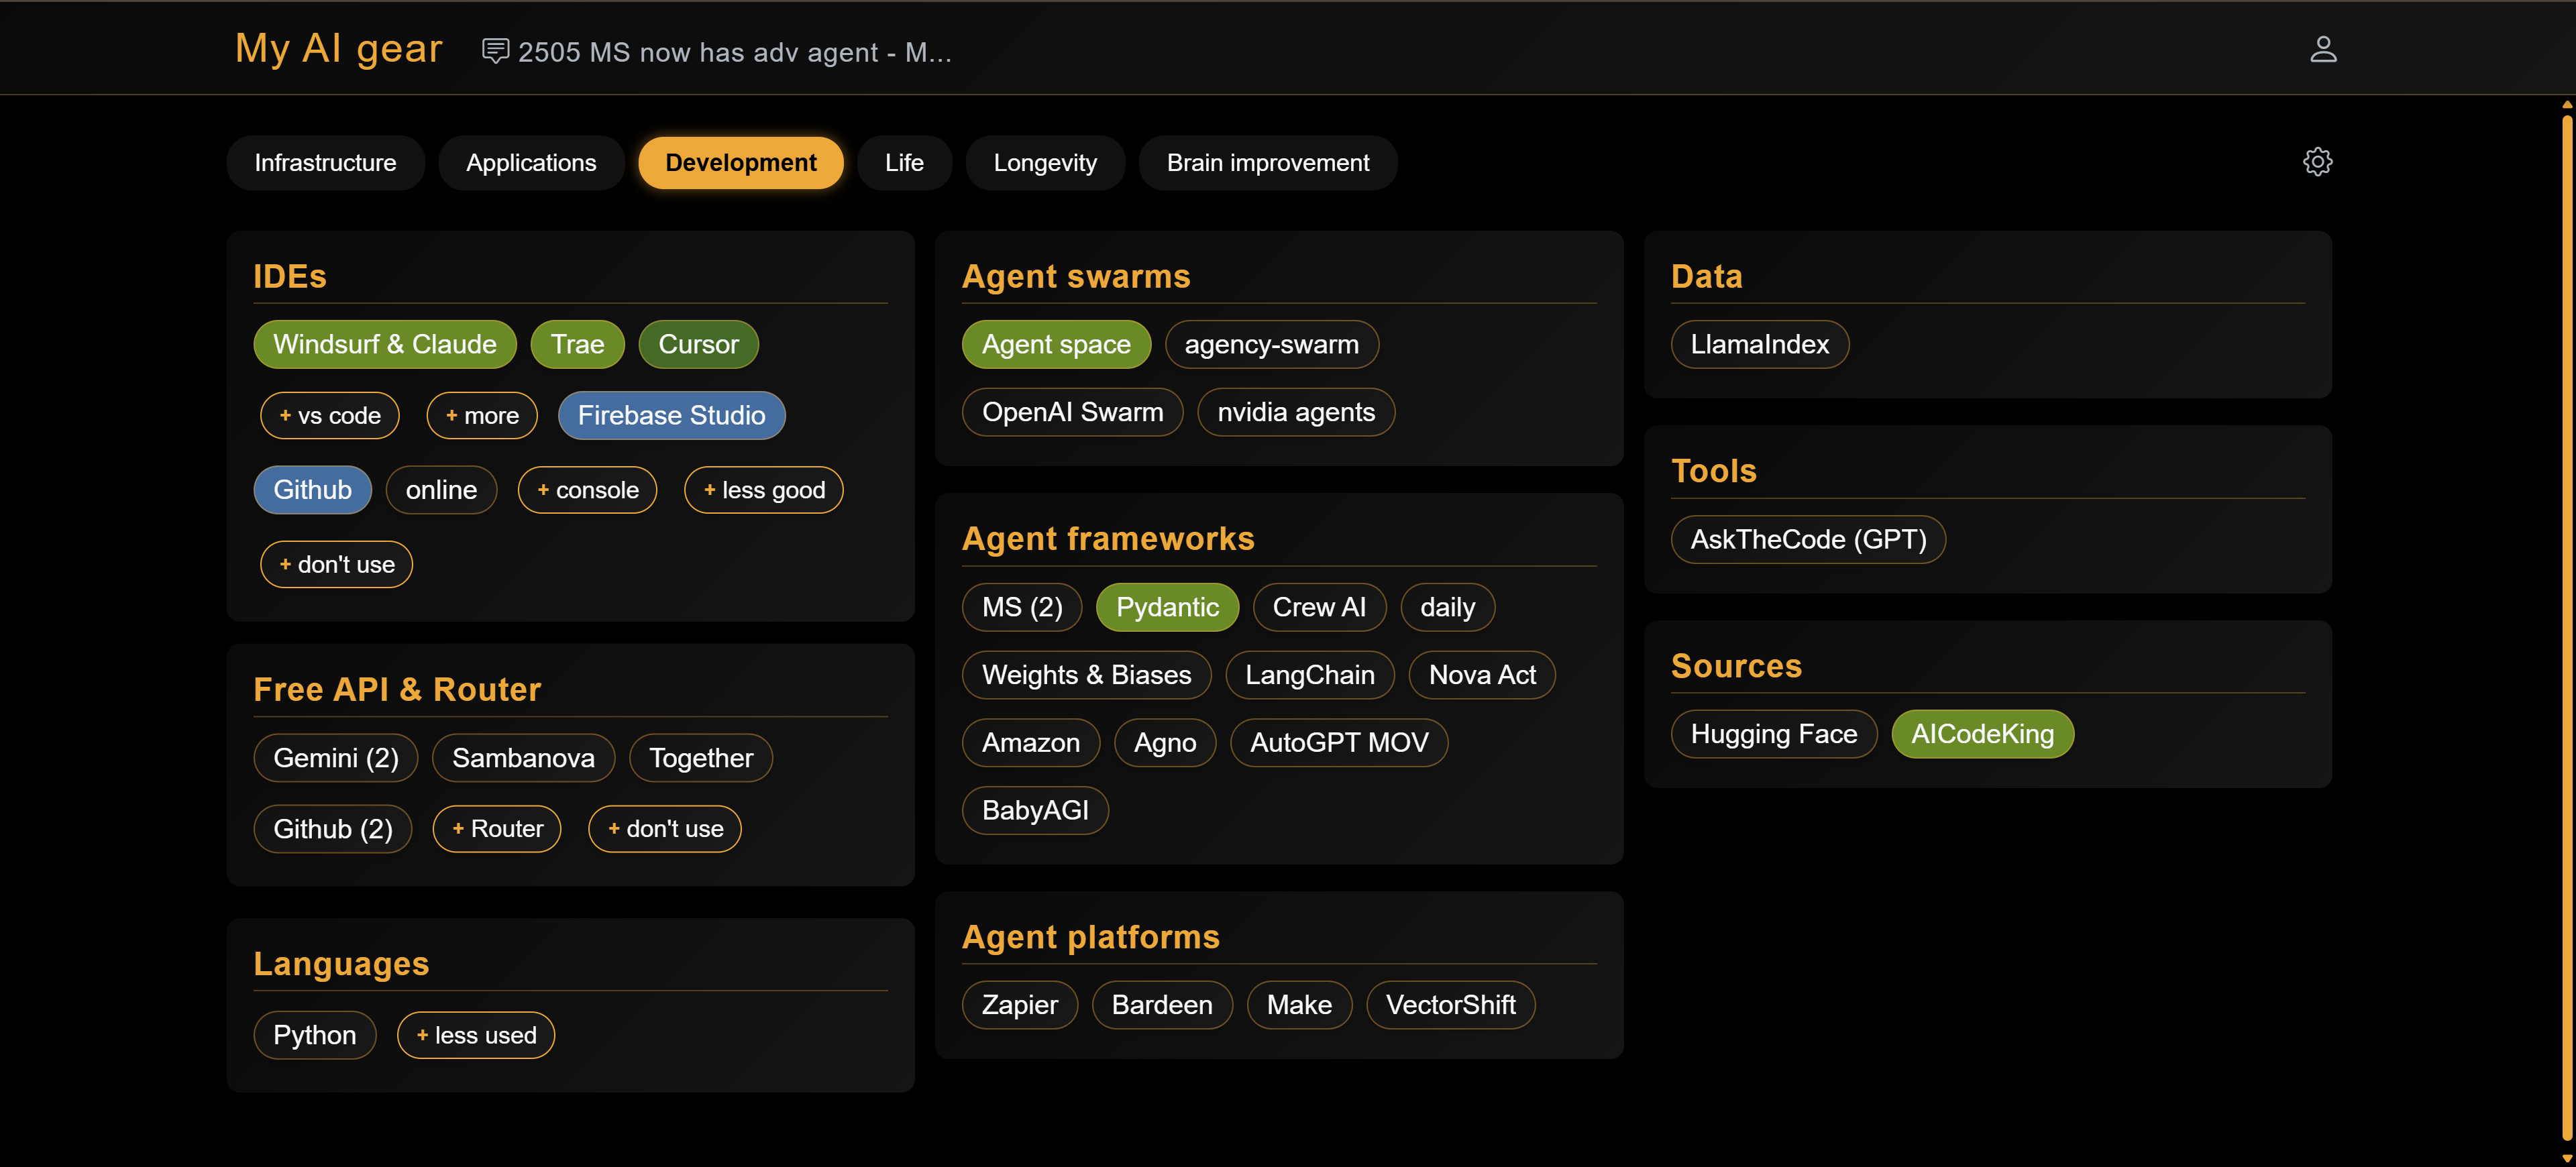 My AI gear
2505 MS now has adv agent - M...
Infrastructure Applications Development Life Longevity Brain improvement
IDEs
Windsurf & Claude Trae Cursor
+ vs code + more Firebase Studio
Github online + console + less good
+ don't use
Free API & Router
Gemini (2) Sambanova Together
Github (2) + Router + don't use
Languages
Python + less used
Agent swarms
Agent space agency-swarm
OpenAI Swarm nvidia agents
Agent frameworks
MS (2) Pydantic Crew AI daily
Weights & Biases LangChain Nova Act
Amazon Agno AutoGPT MOV
BabyAGI
Agent platforms
Zapier Bardeen Make VectorShift
Data
LlamaIndex
Tools
AskTheCode (GPT)
Sources
Hugging Face AICodeKing